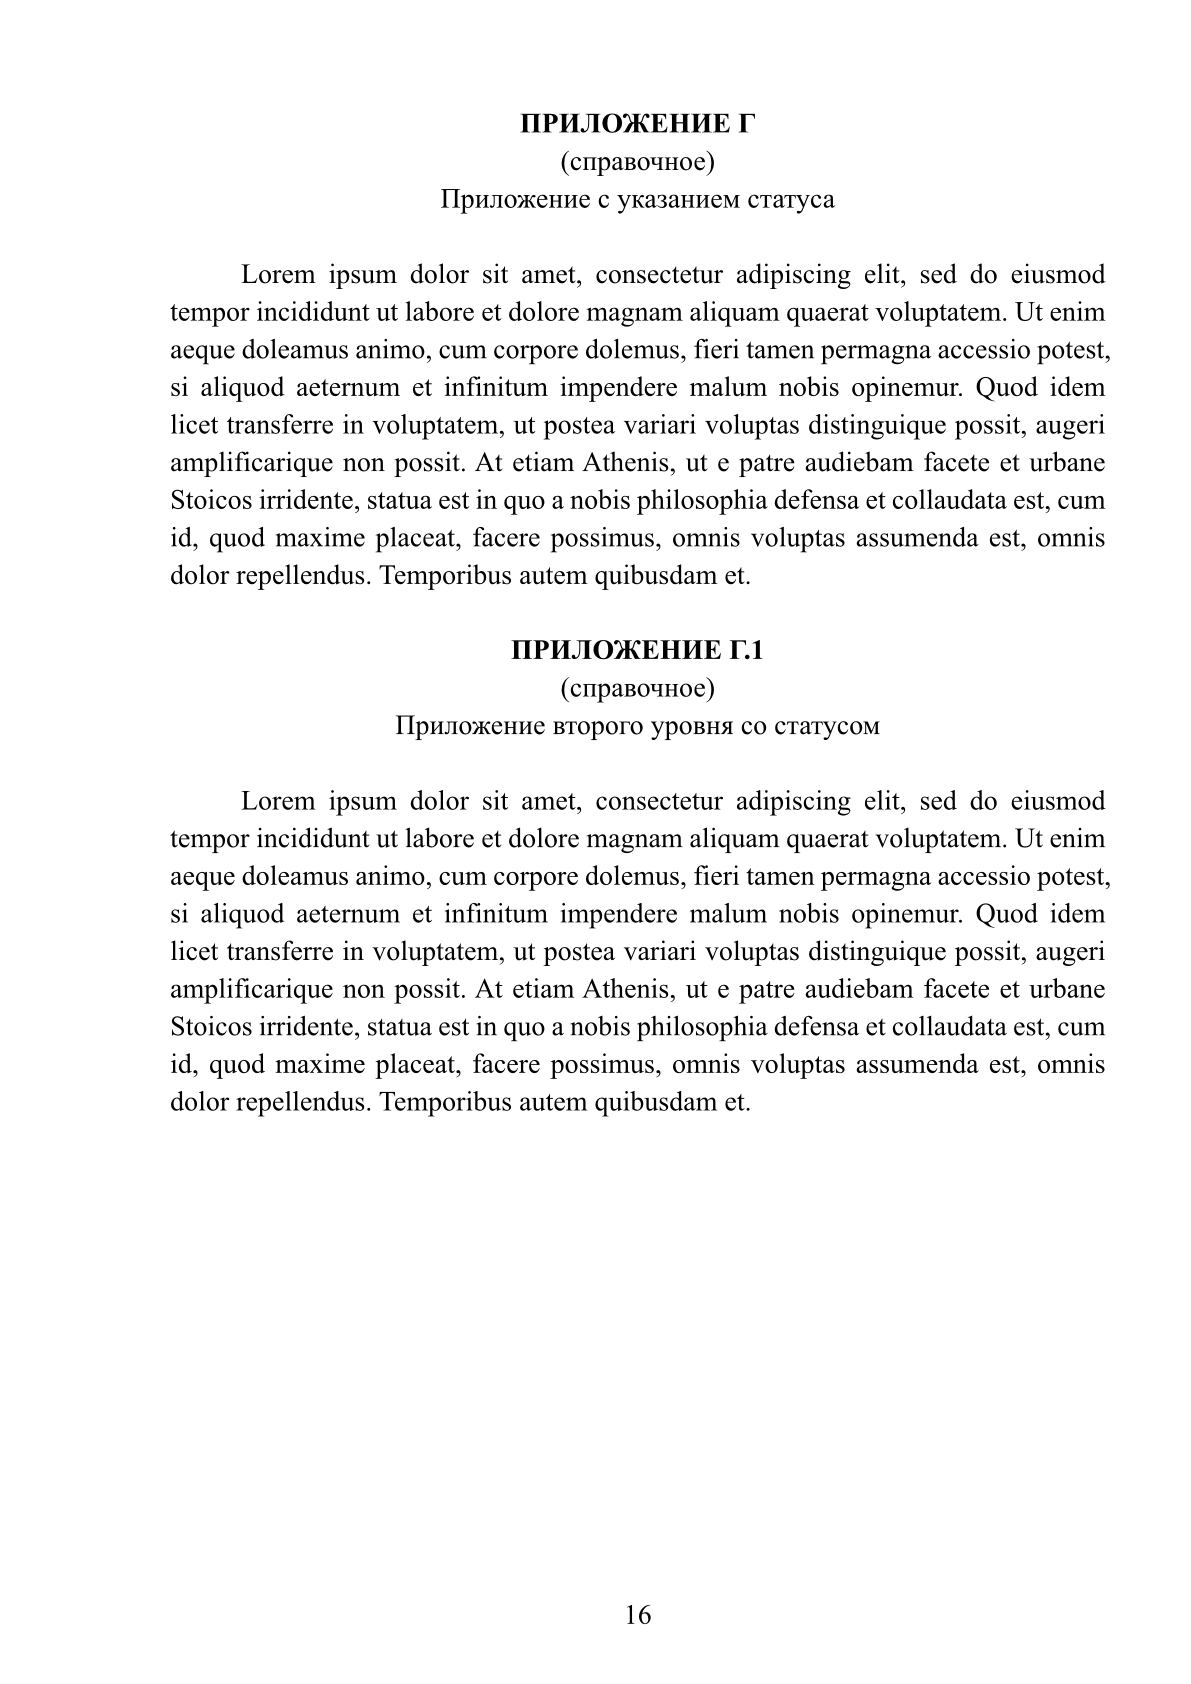 ПРИЛОЖЕНИЕ Г
(справочное)
Приложение с указанием статуса
Lorem ipsum dolor sit amet, consectetur adipiscing elit, sed do eiusmod
tempor incididunt ut labore et dolore magnam aliquam quaerat voluptatem. Ut enim
aeque doleamus animo, cum corpore dolemus, fieri tamen permagna accessio potest,
si aliquod aeternum et infinitum impendere malum nobis opinemur. Quod idem
licet transferre in voluptatem, ut postea variari voluptas distinguique possit, augeri
amplificarique non possit. At etiam Athenis, ut e patre audiebam facete et urbane
Stoicos irridente, statua est in quo a nobis philosophia defensa et collaudata est, cum
id, quod maxime placeat, facere possimus, omnis voluptas assumenda est, omnis
dolor repellendus. Temporibus autem quibusdam et.
ПРИЛОЖЕНИЕ Г.1
(справочное)
Приложение второго уровня со статусом
Lorem ipsum dolor sit amet, consectetur adipiscing elit, sed do eiusmod
tempor incididunt ut labore et dolore magnam aliquam quaerat voluptatem. Ut enim
aeque doleamus animo, cum corpore dolemus, fieri tamen permagna accessio potest,
si aliquod aeternum et infinitum impendere malum nobis opinemur. Quod idem
licet transferre in voluptatem, ut postea variari voluptas distinguique possit, augeri
amplificarique non possit. At etiam Athenis, ut e patre audiebam facete et urbane
Stoicos irridente, statua est in quo a nobis philosophia defensa et collaudata est, cum
id, quod maxime placeat, facere possimus, omnis voluptas assumenda est, omnis
dolor repellendus. Temporibus autem quibusdam et.
16